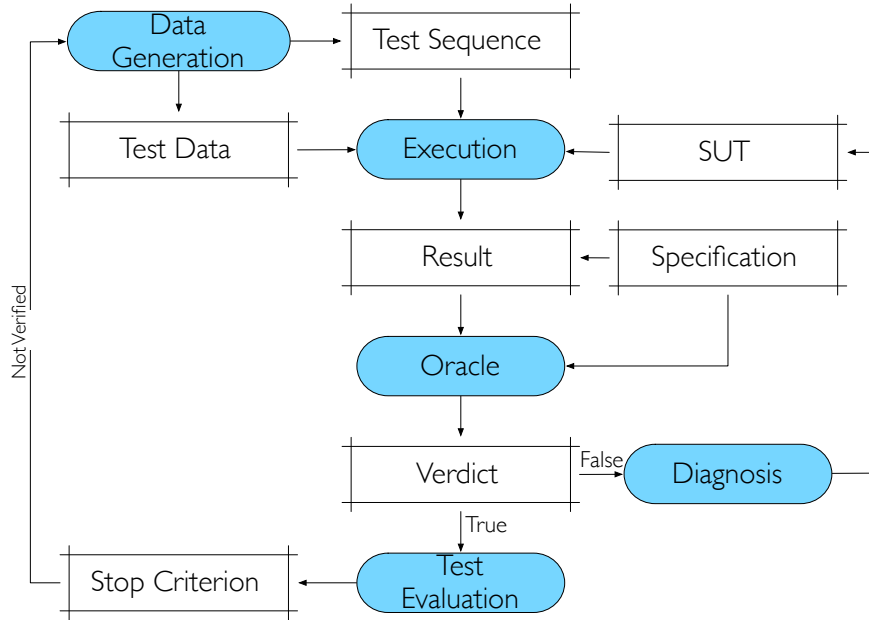 Data
Generation
Test Sequence
Test Data
Execution
SUT
Result
Specification
Not Verified
Oracle
Verdict
False
Diagnosis
True
Stop Criterion
Test
Evaluation